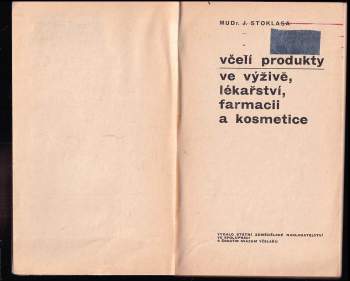 MUDr. J. STOKLASA
včelí produkty
ve výživě,
lékařství,
farmacii
a kosmetice
VYDALO STÁTNÍ ZEMĚDĚLSKÉ NAKLADATELSTVÍ
VE SPOLUPRÁCI
S ČESKÝM SVAZEM VČELAŘŮ